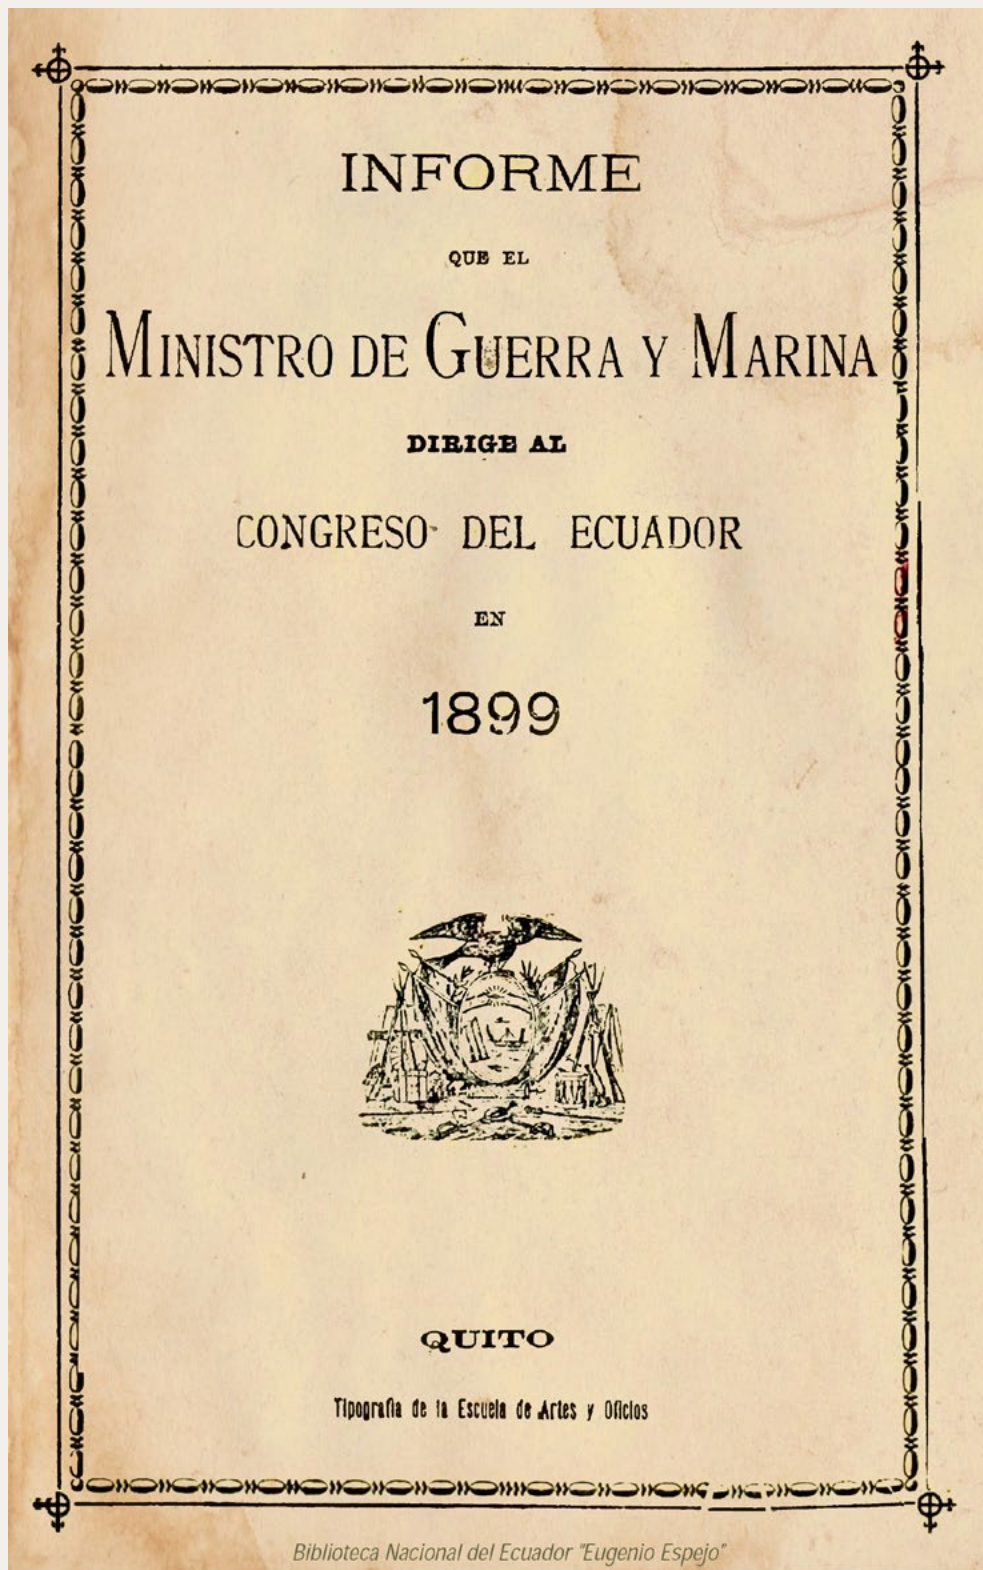 INFORME
QUE EL
MINISTRO DE GUERRA Y MARINA
DIRIGE AL
CONGRESO DEL ECUADOR
EN
1899
QUITO
Tipografía de la Escuela de Artes y Oficios
Biblioteca Nacional del Ecuador "Eugenio Espejo"